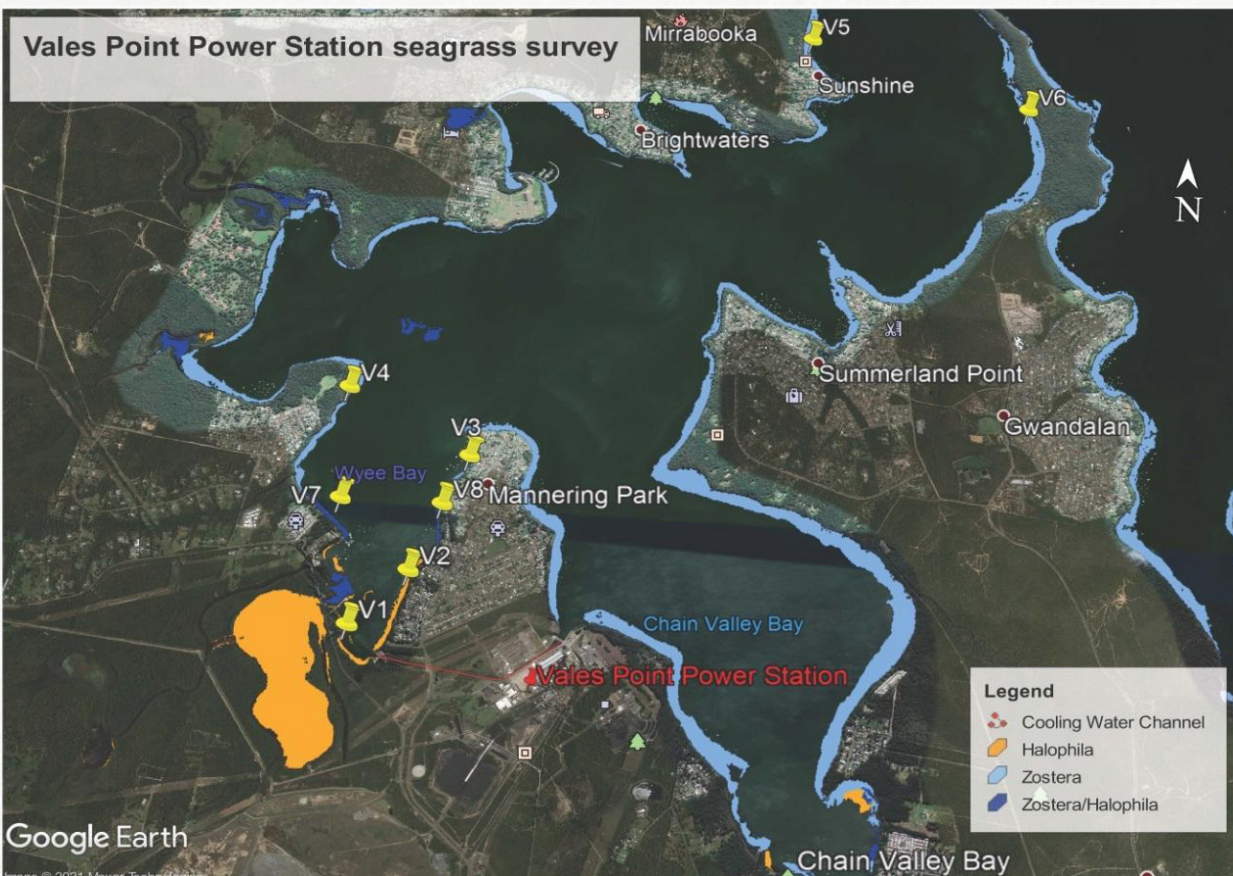 Vales Point Power Station seagrass survey
Mirrabooka
V5
Sunshine
V6
Brightwaters
N
V4
Summerland Point
Gwandalan
V3
Wyee Bay
V7
V8
Mannering Park
V2
V1
Chain Valley Bay
Vales Point Power Station
Legend
Cooling Water Channel
Halophila
Zostera
Zostera/Halophila
Google Earth
Chain Valley Bay